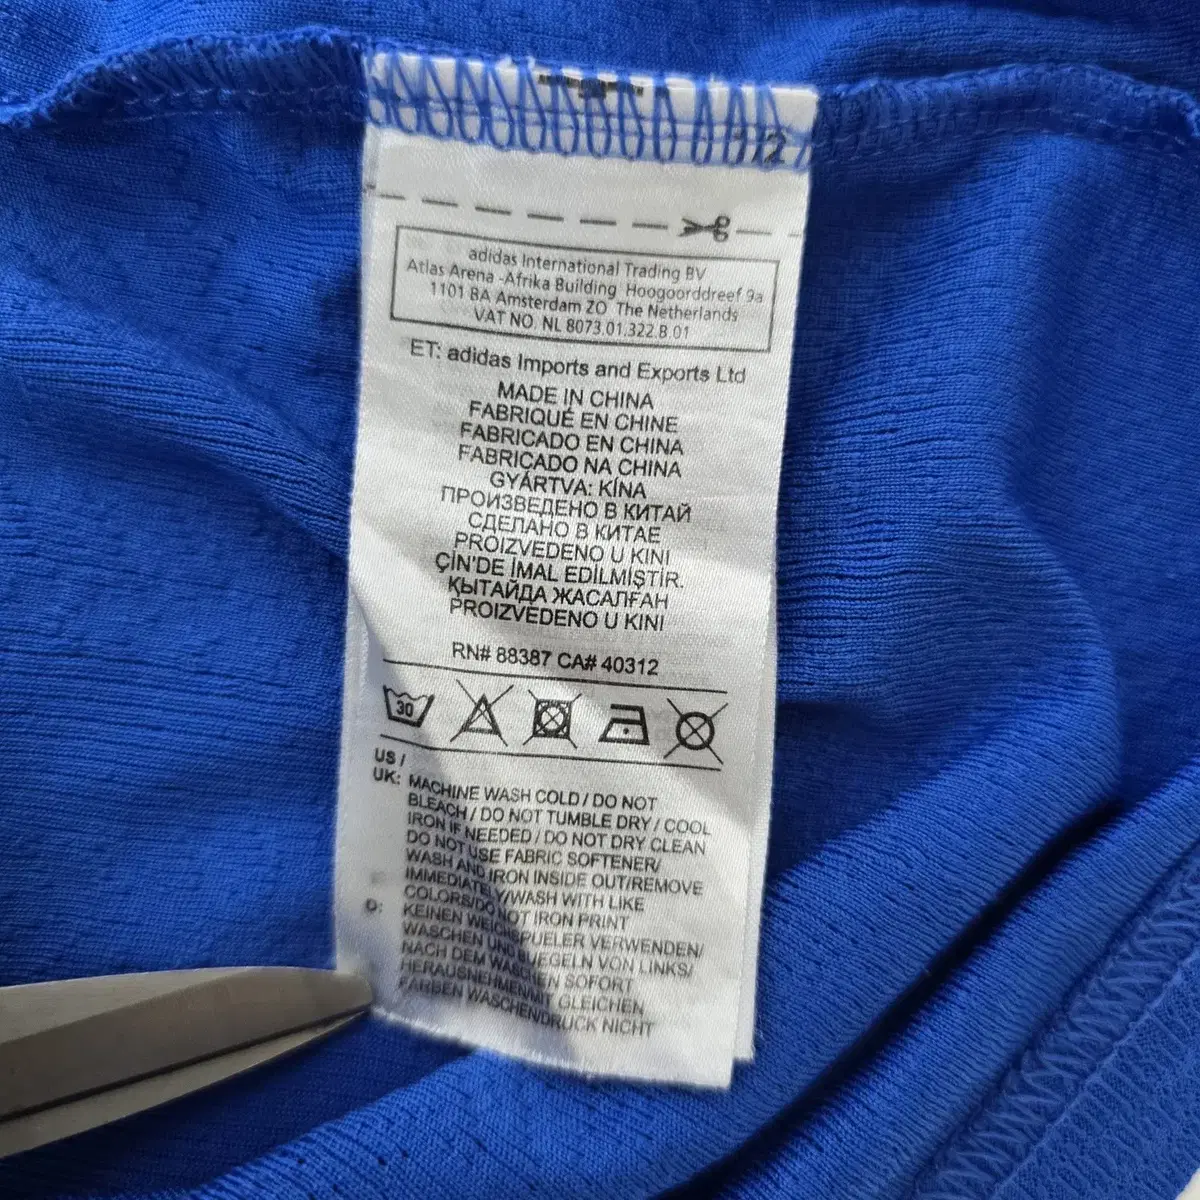 7/2
adidas International Trading BV
Atlas Arena -Afrika Building Hoogoorddreef 9a
1101 BA Amsterdam ZO The Netherlands
VAT NO. NL 8073.01.322.B.01
ET: adidas Imports and Exports Ltd
MADE IN CHINA
FABRIQUÉ EN CHINE
FABRICADO EN CHINA
FABRICADO NA CHINA
GYÁRTVA: KÍNA
ПРОИЗВЕДЕНО В КИТАЙ
СДЕЛАНО В КИТАЕ
PROIZVEDENO U KINI
ÇİN'DE İMAL EDİLMİŞTİR.
ҚЫТАЙДА ЖАСАЛҒАН
PROIZVEDENO U KINI
RN# 88387 CA# 40312
30
US /
UK: MACHINE WASH COLD / DO NOT
BLEACH / DO NOT TUMBLE DRY / COOL
IRON IF NEEDED / DO NOT DRY CLEAN
DO NOT USE FABRIC SOFTENER/
WASH AND IRON INSIDE OUT/REMOVE
IMMEDIATELY/WASH WITH LIKE
COLORS/DO NOT IRON PRINT
D: KEINEN WEICHSPUELER VERWENDEN/
WASCHEN UND BUEGELN VON LINKS/
NACH DEM WASCHEN SOFORT
HERAUSNEHMEN/MIT GLEICHEN
FARBEN WASCHEN/DRUCK NICHT